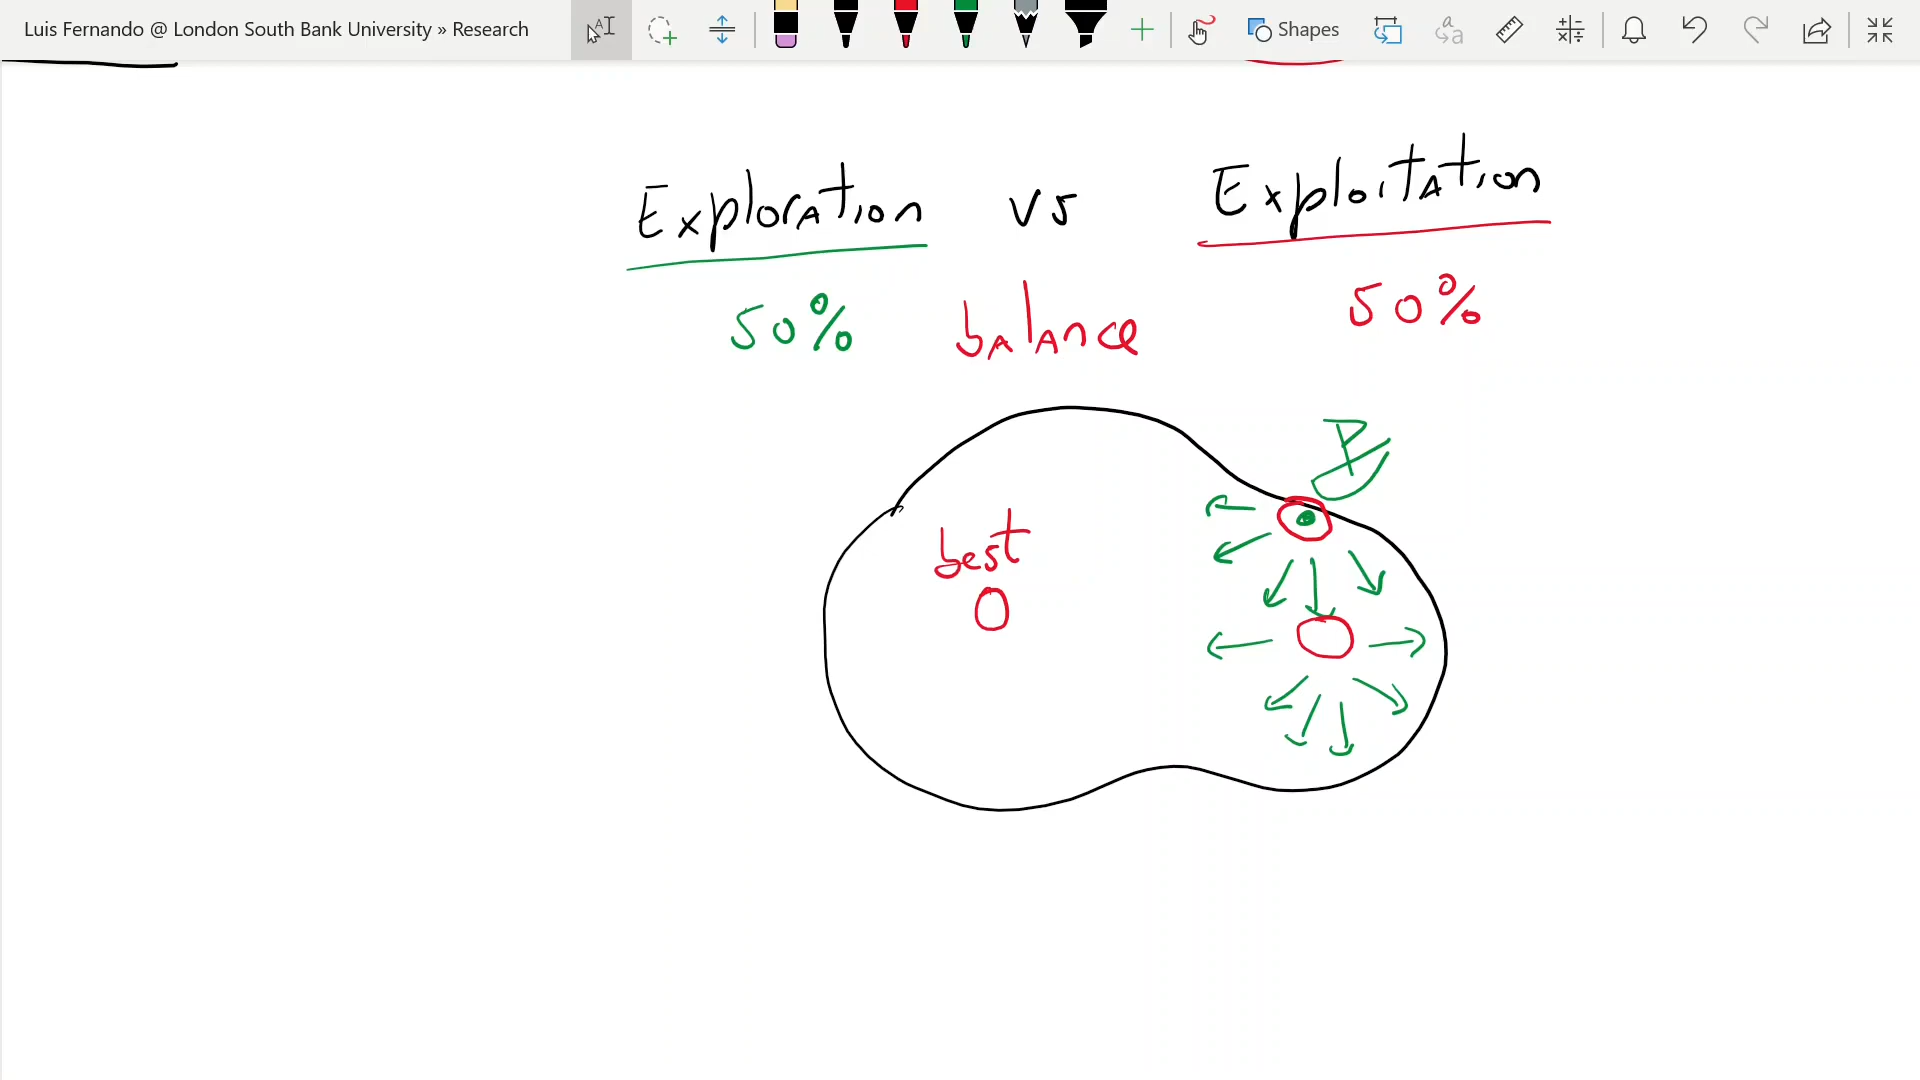 Luis Fernando @ London South Bank University » Research
Shapes
Exploration vs Exploitation
50% balance 50%
best